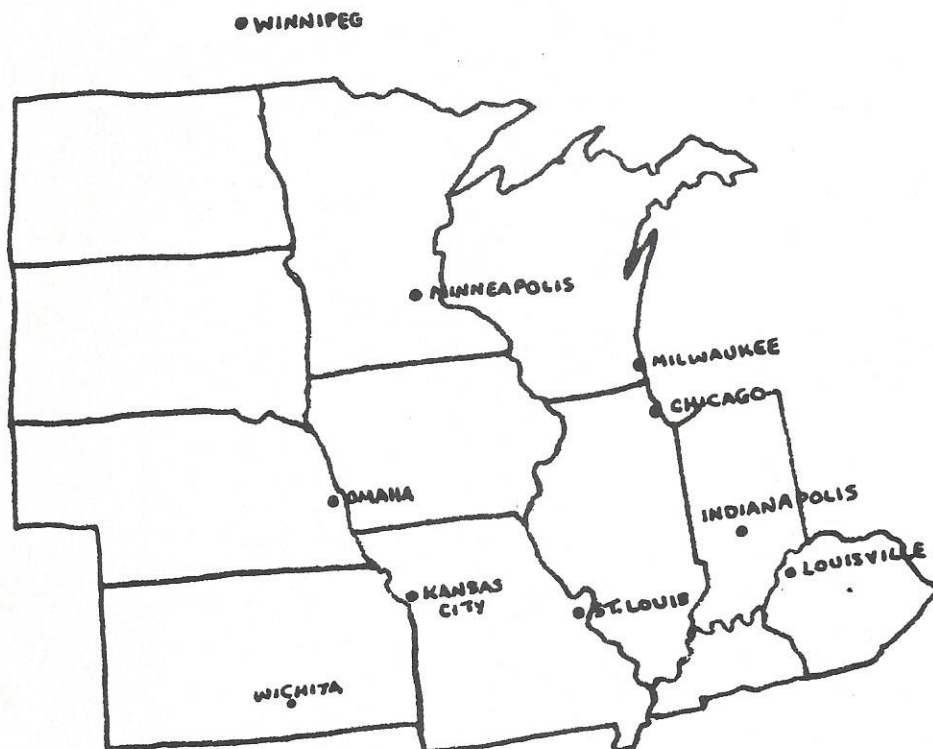 WINNIPEG
MINNEAPOLIS
MILWAUKEE
CHICAGO
OMAHA
INDIANAPOLIS
LOUISVILLE
KANSAS
CITY
ST. LOUIS
WICHITA